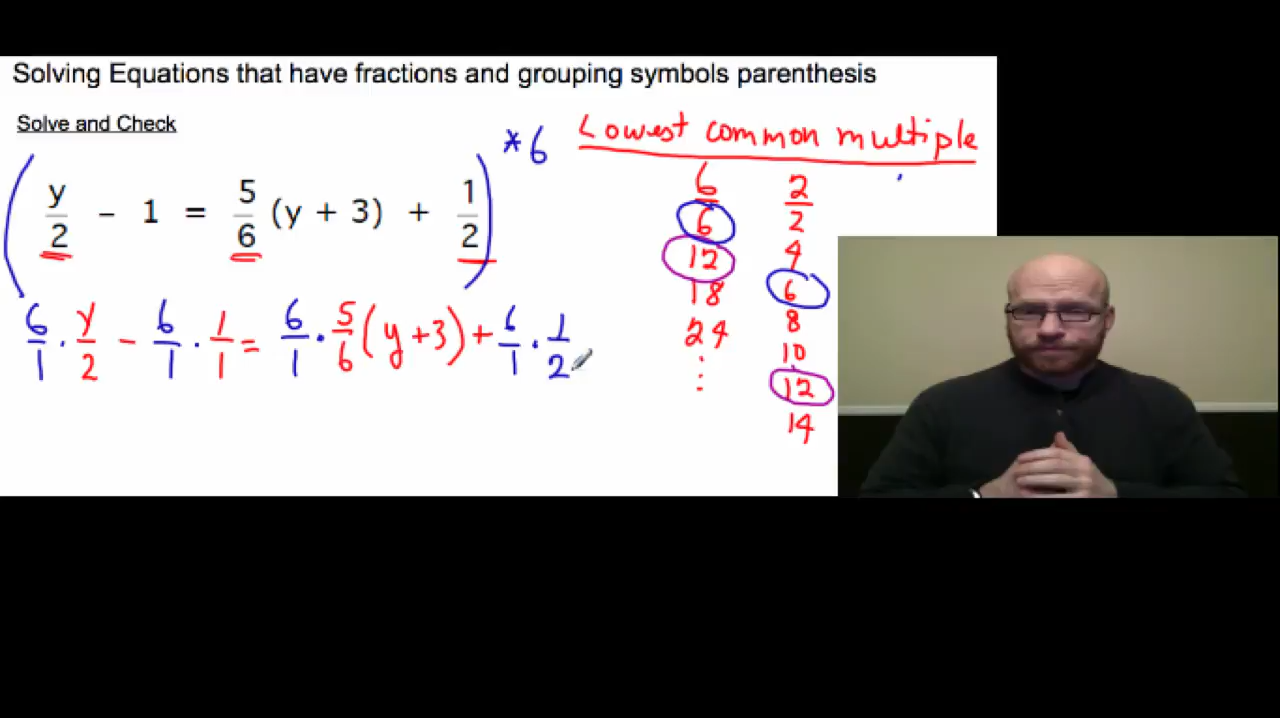 Solving Equations that have fractions and grouping symbols parenthesis
Solve and Check
*6
( y/2 - 1 = 5/6 (y + 3) + 1/2 )
6/1 · y/2 - 6/1 · 1/1 = 6/1 · 5/6 (y+3) + 6/1 · 1/2
Lowest common multiple
6 2
6 2
12 4
18 6
24 8
: 10
: 12
14